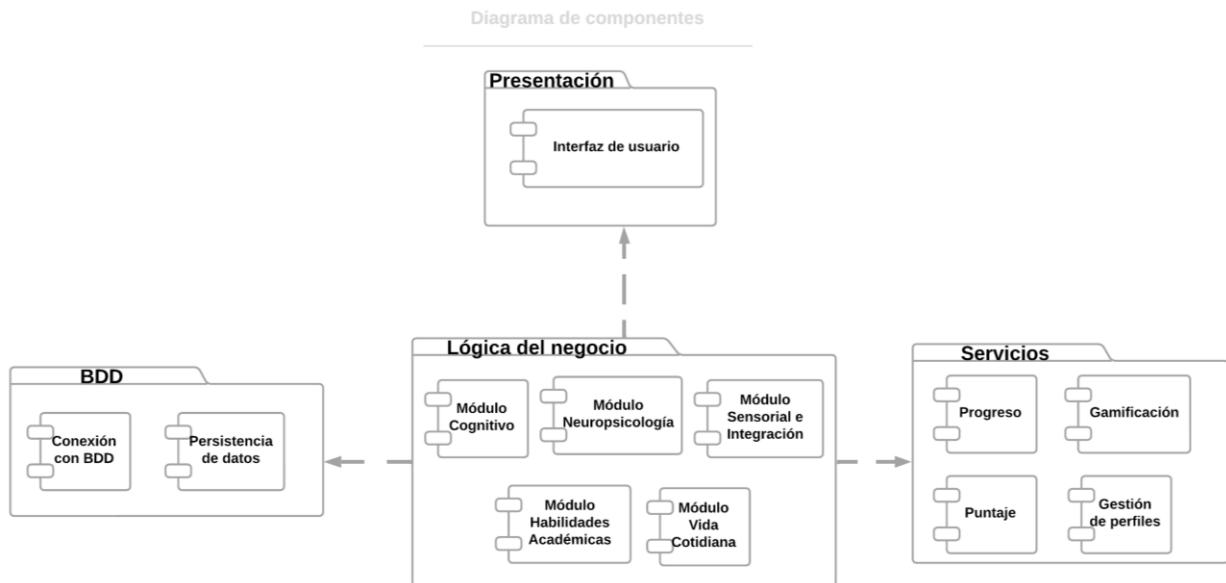 Diagrama de componentes
Presentación
Interfaz de usuario
BDD
Conexión
con BDD
Persistencia
de datos
Lógica del negocio
Módulo
Cognitivo
Módulo
Neuropsicología
Módulo
Sensorial e
Integración
Módulo
Habilidades
Académicas
Módulo
Vida
Cotidiana
Servicios
Progreso
Gamificación
Puntaje
Gestión
de perfiles